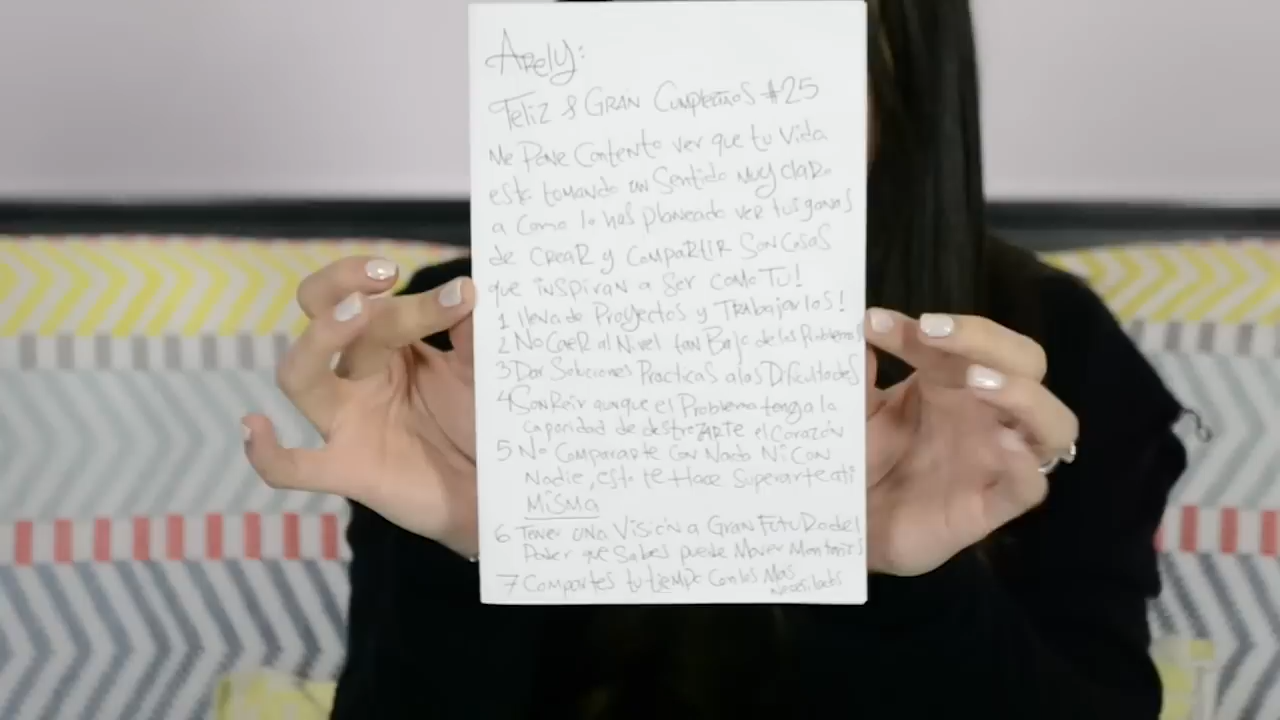 Arely:
Feliz & GRAN Cumpleaños #25
Me Pone Contento ver que tu Vida
esta tomando un Sentido Muy claro
a Como lo has planeado ver tus ganas
de CREAR y COMPARTIR Son Cosas
que iNSPiRAN a Ser COMO TU!
1 llena de Proyectos y TRAbajarlos!
2 No CAER al Nivel tan Bajo de los Problemas
3 Dar Soluciones Practicas a las Dificultades
4 SonReir aunque el Problema tenga la
capacidad de destrozARTE el Corazón
5 No Compararte Con Nada Ni CON
Nadie, esto te Hace Superarte a ti
MiSMa
6 Tener UNA Visión a Gran FUTURO del
Poder que Sabes puede Mover Montañas
7 Compartes tu tiempo Con los Mas
Necesitados